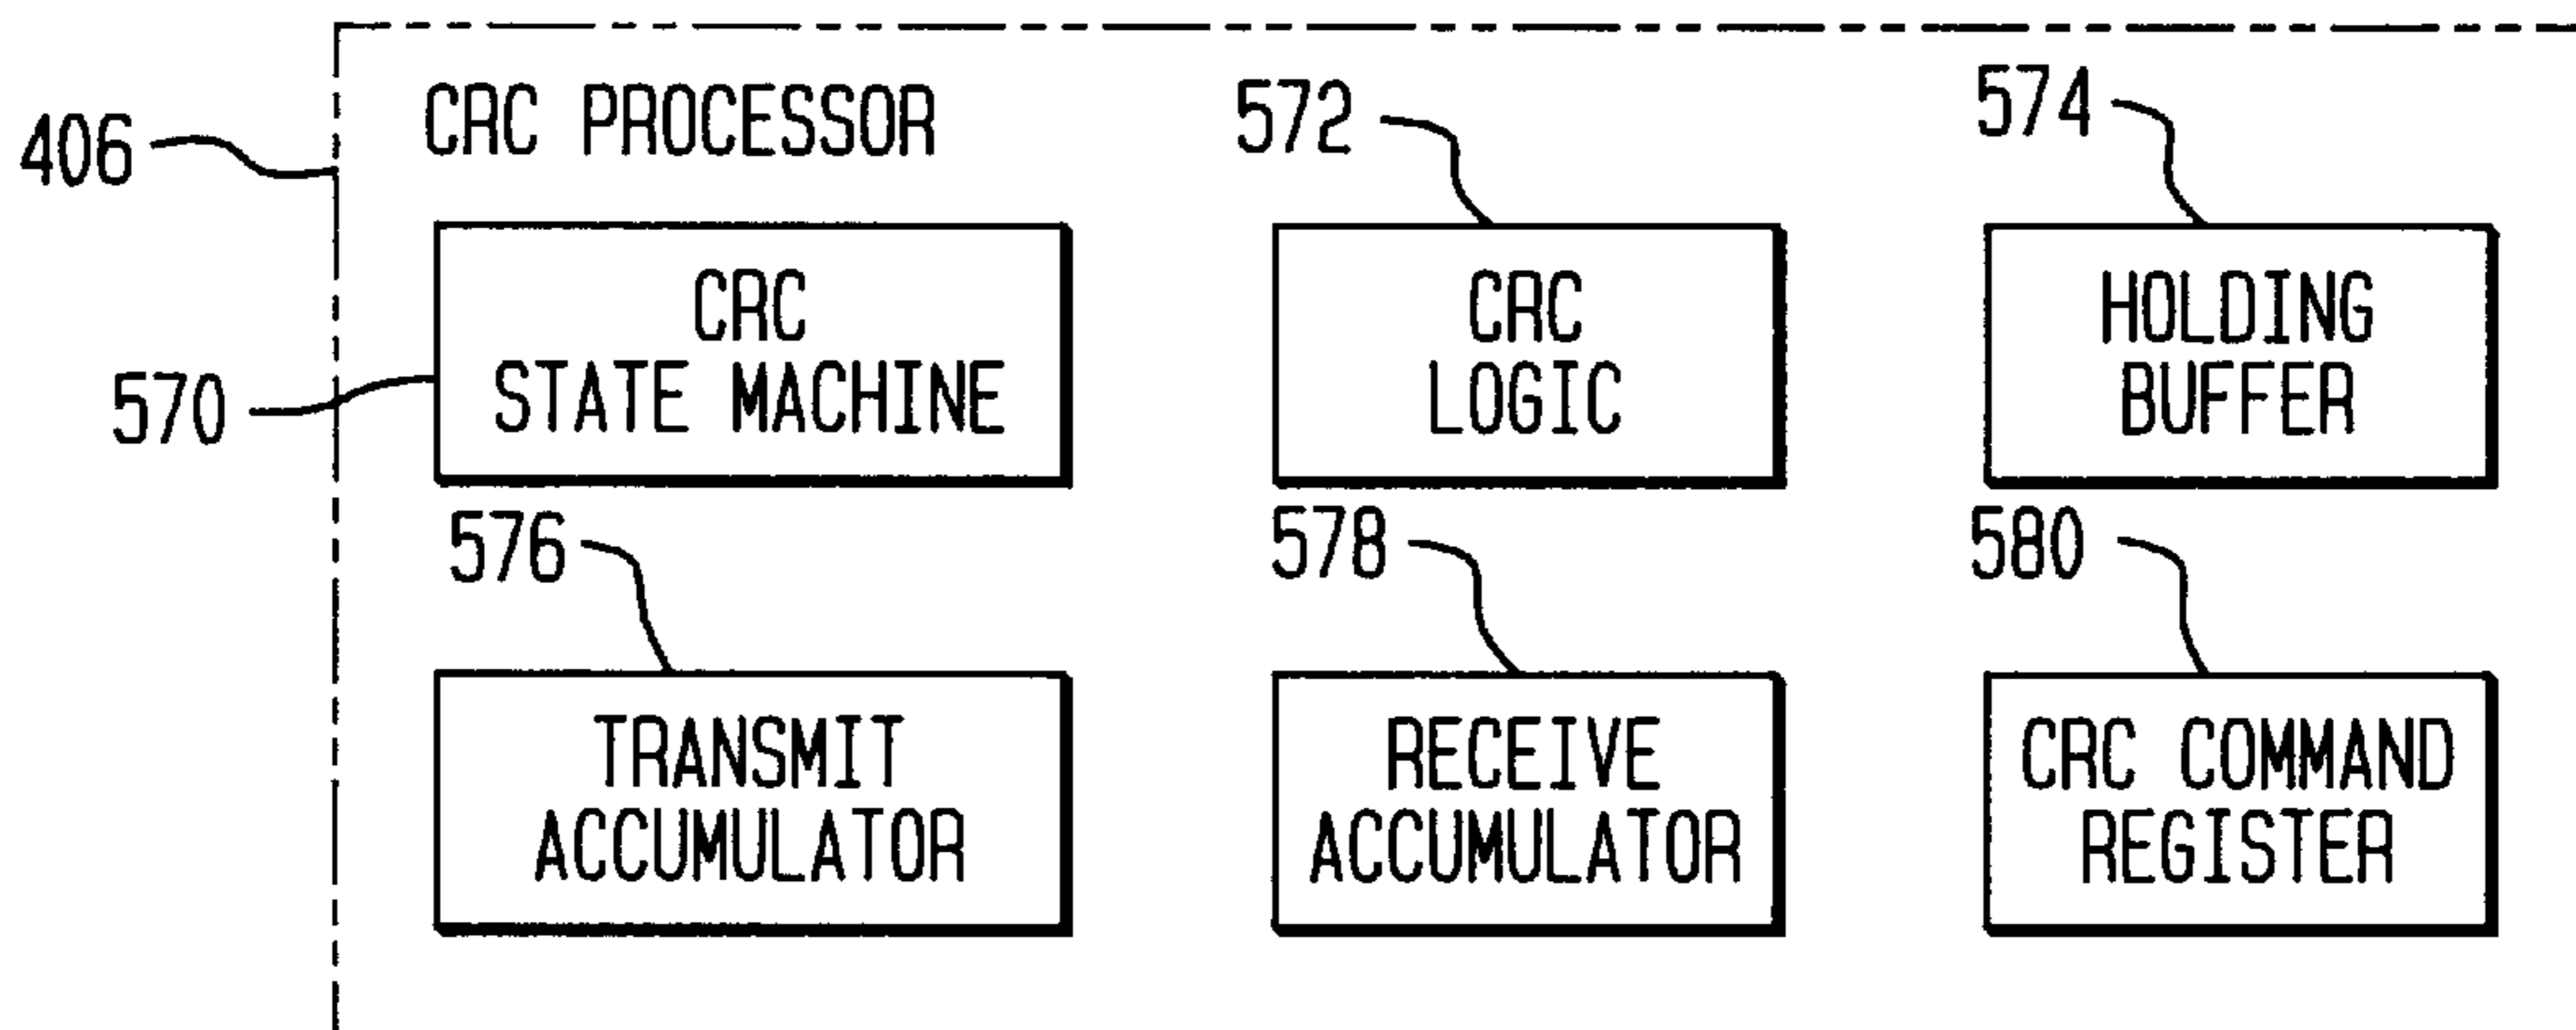 406
CRC PROCESSOR
572
574
570
CRC
STATE MACHINE
CRC
LOGIC
HOLDING
BUFFER
576
578
580
TRANSMIT
ACCUMULATOR
RECEIVE
ACCUMULATOR
CRC COMMAND
REGISTER